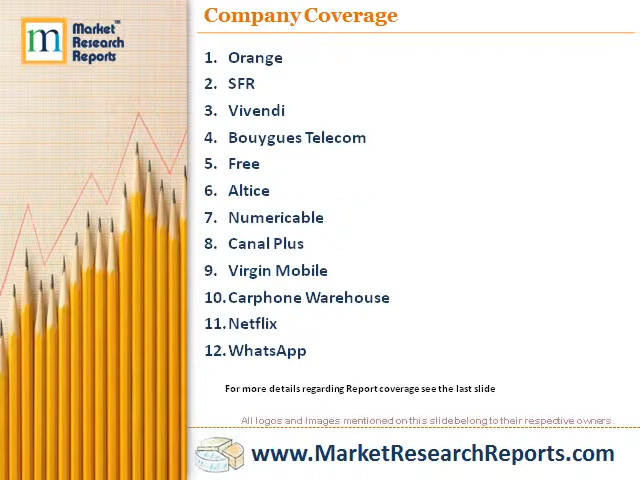 m
Market™
Research
Reports
Company Coverage
1. Orange
2. SFR
3. Vivendi
4. Bouygues Telecom
5. Free
6. Altice
7. Numericable
8. Canal Plus
9. Virgin Mobile
10. Carphone Warehouse
11. Netflix
12. WhatsApp
For more details regarding Report coverage see the last slide
All logos and Images mentioned on this slide belong to their respective owners.
www.MarketResearchReports.com